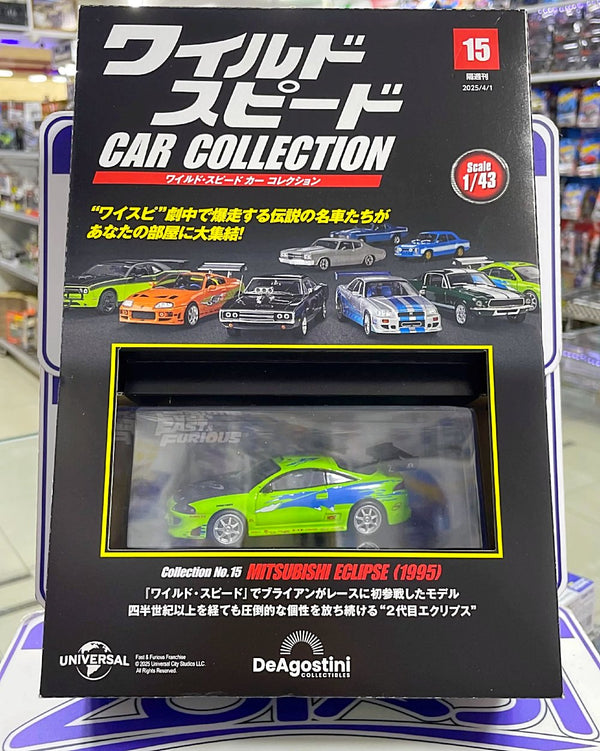 ワイルド
スピード
CAR COLLECTION
ワイルド・スピード カー コレクション
15
隔週刊
2025/4/1
Scale
1/43
“ワイスピ”劇中で爆走する伝説の名車たちが
あなたの部屋に大集結!
FAST &
FURIOUS
Collection No.15 MITSUBISHI ECLIPSE (1995)
「ワイルド・スピード」でブライアンがレースに初参戦したモデル
四半世紀以上を経ても圧倒的な個性を放ち続ける“2代目エクリプス”
UNIVERSAL
Fast & Furious Franchise
© 2025 Universal City Studios LLC.
All Rights Reserved.
DeAgostini
COLLECTIBLES